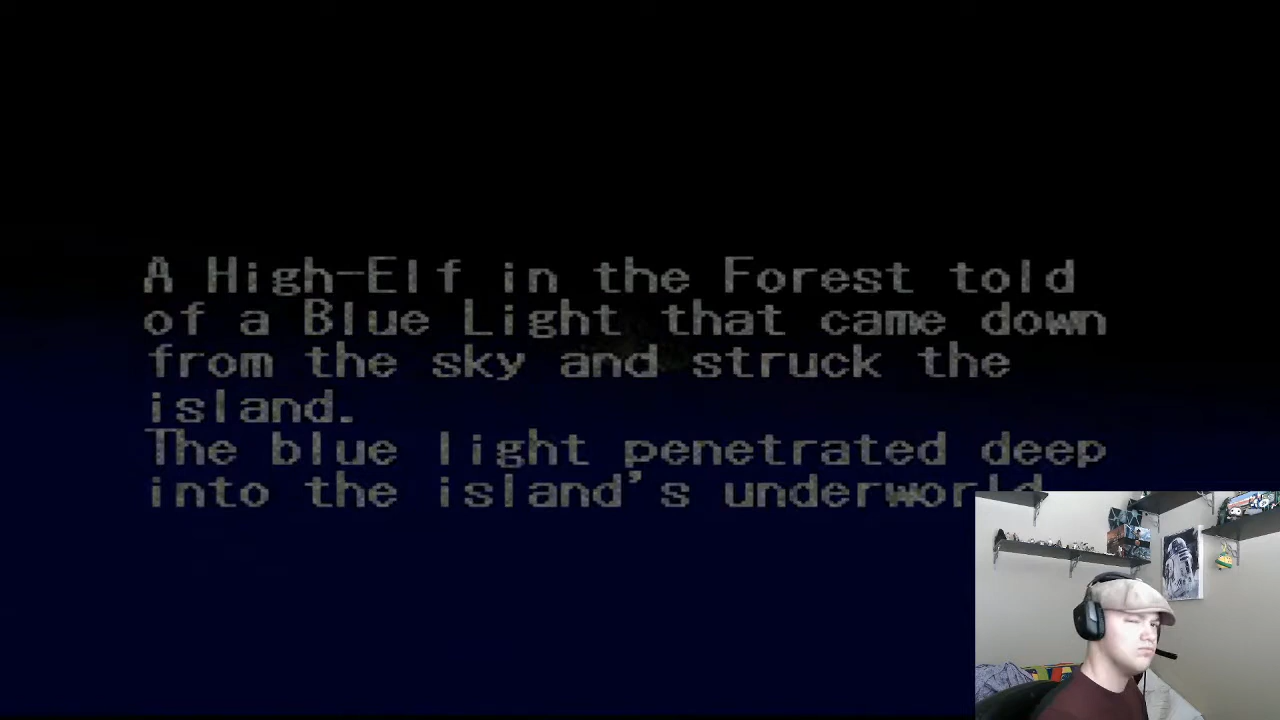 A High-Elf in the Forest told
of a Blue Light that came down
from the sky and struck the
island.
The blue light penetrated deep
into the island's underworld